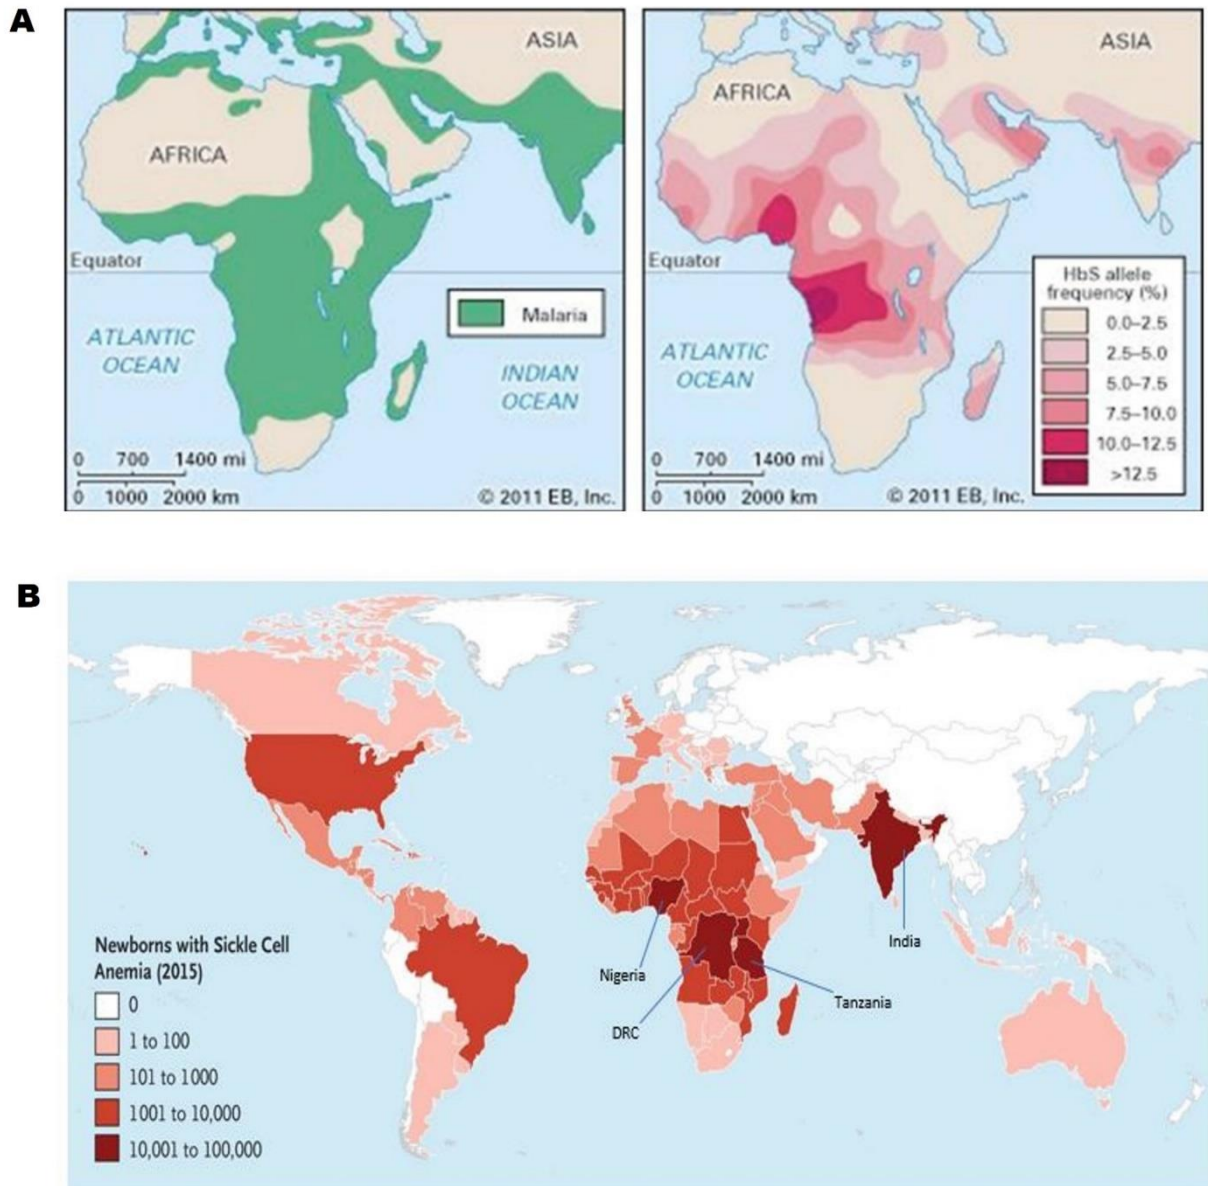 A
ASIA
AFRICA
Equator
Malaria
ATLANTIC
OCEAN
INDIAN
OCEAN
0 700 1400 mi
0 1000 2000 km
© 2011 EB, Inc.
ASIA
AFRICA
Equator
HbS allele
frequency (%)
0.0–2.5
2.5–5.0
5.0–7.5
7.5–10.0
10.0–12.5
>12.5
ATLANTIC
OCEAN
0 700 1400 mi
0 1000 2000 km
© 2011 EB, Inc.
B
Newborns with Sickle Cell
Anemia (2015)
0
1 to 100
101 to 1000
1001 to 10,000
10,001 to 100,000
Nigeria
DRC
Tanzania
India